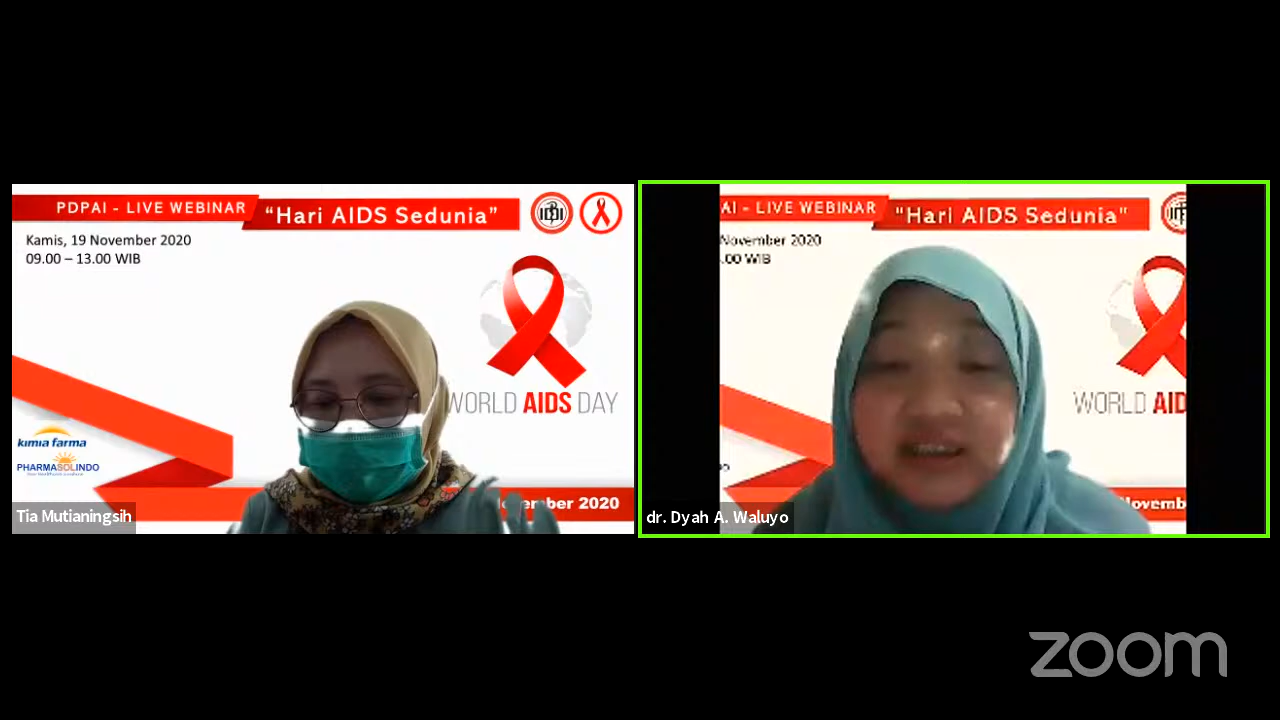 PDPAI - LIVE WEBINAR
"Hari AIDS Sedunia"
Kamis, 19 November 2020
09.00 – 13.00 WIB
WORLD AIDS DAY
kimia farma
PHARMASOLINDO
ember 2020
Tia Mutianingsih
AI - LIVE WEBINAR
"Hari AIDS Sedunia"
November 2020
.00 WIB
WORLD AID
Novemb
dr. Dyah A. Waluyo
zoom